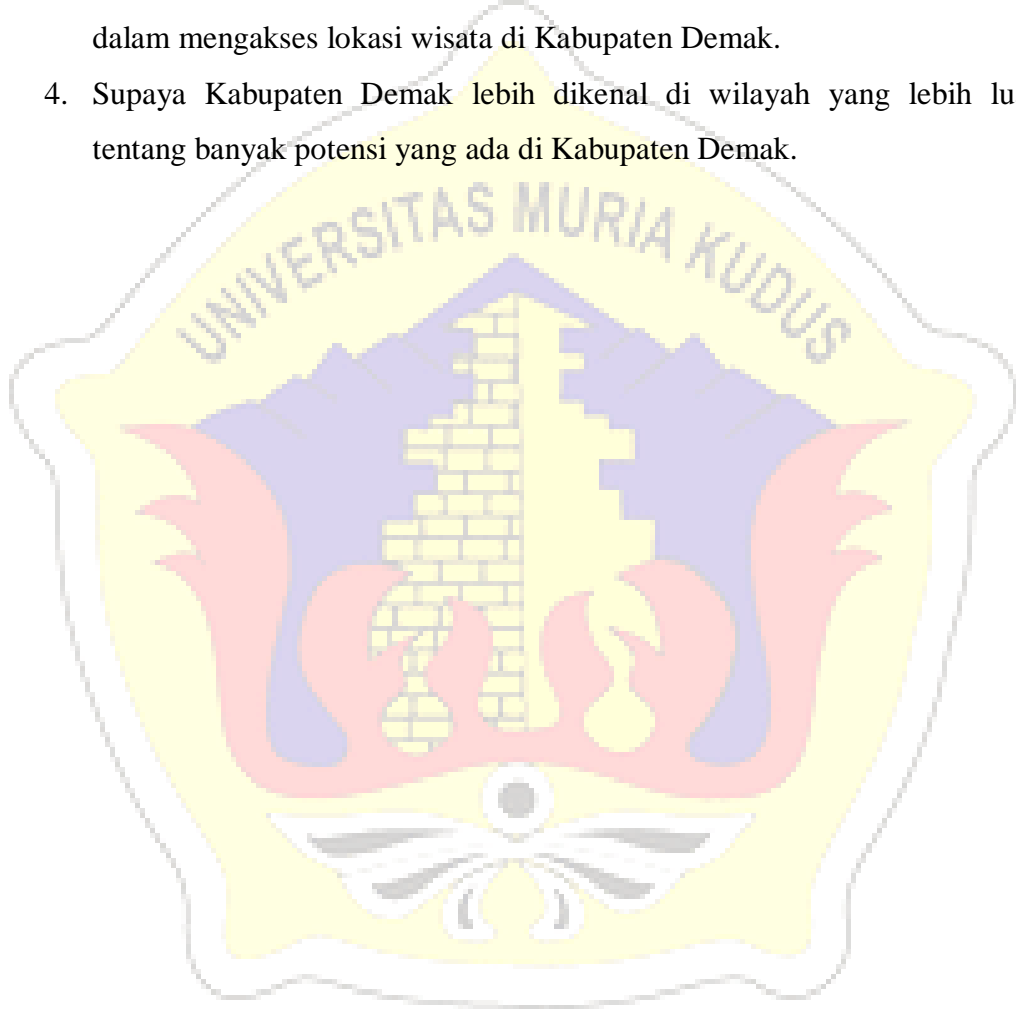 dalam mengakses lokasi wisata di Kabupaten Demak.
4. Supaya Kabupaten Demak lebih dikenal di wilayah yang lebih lu
tentang banyak potensi yang ada di Kabupaten Demak.
UNIVERSITAS MURIA KUDUS